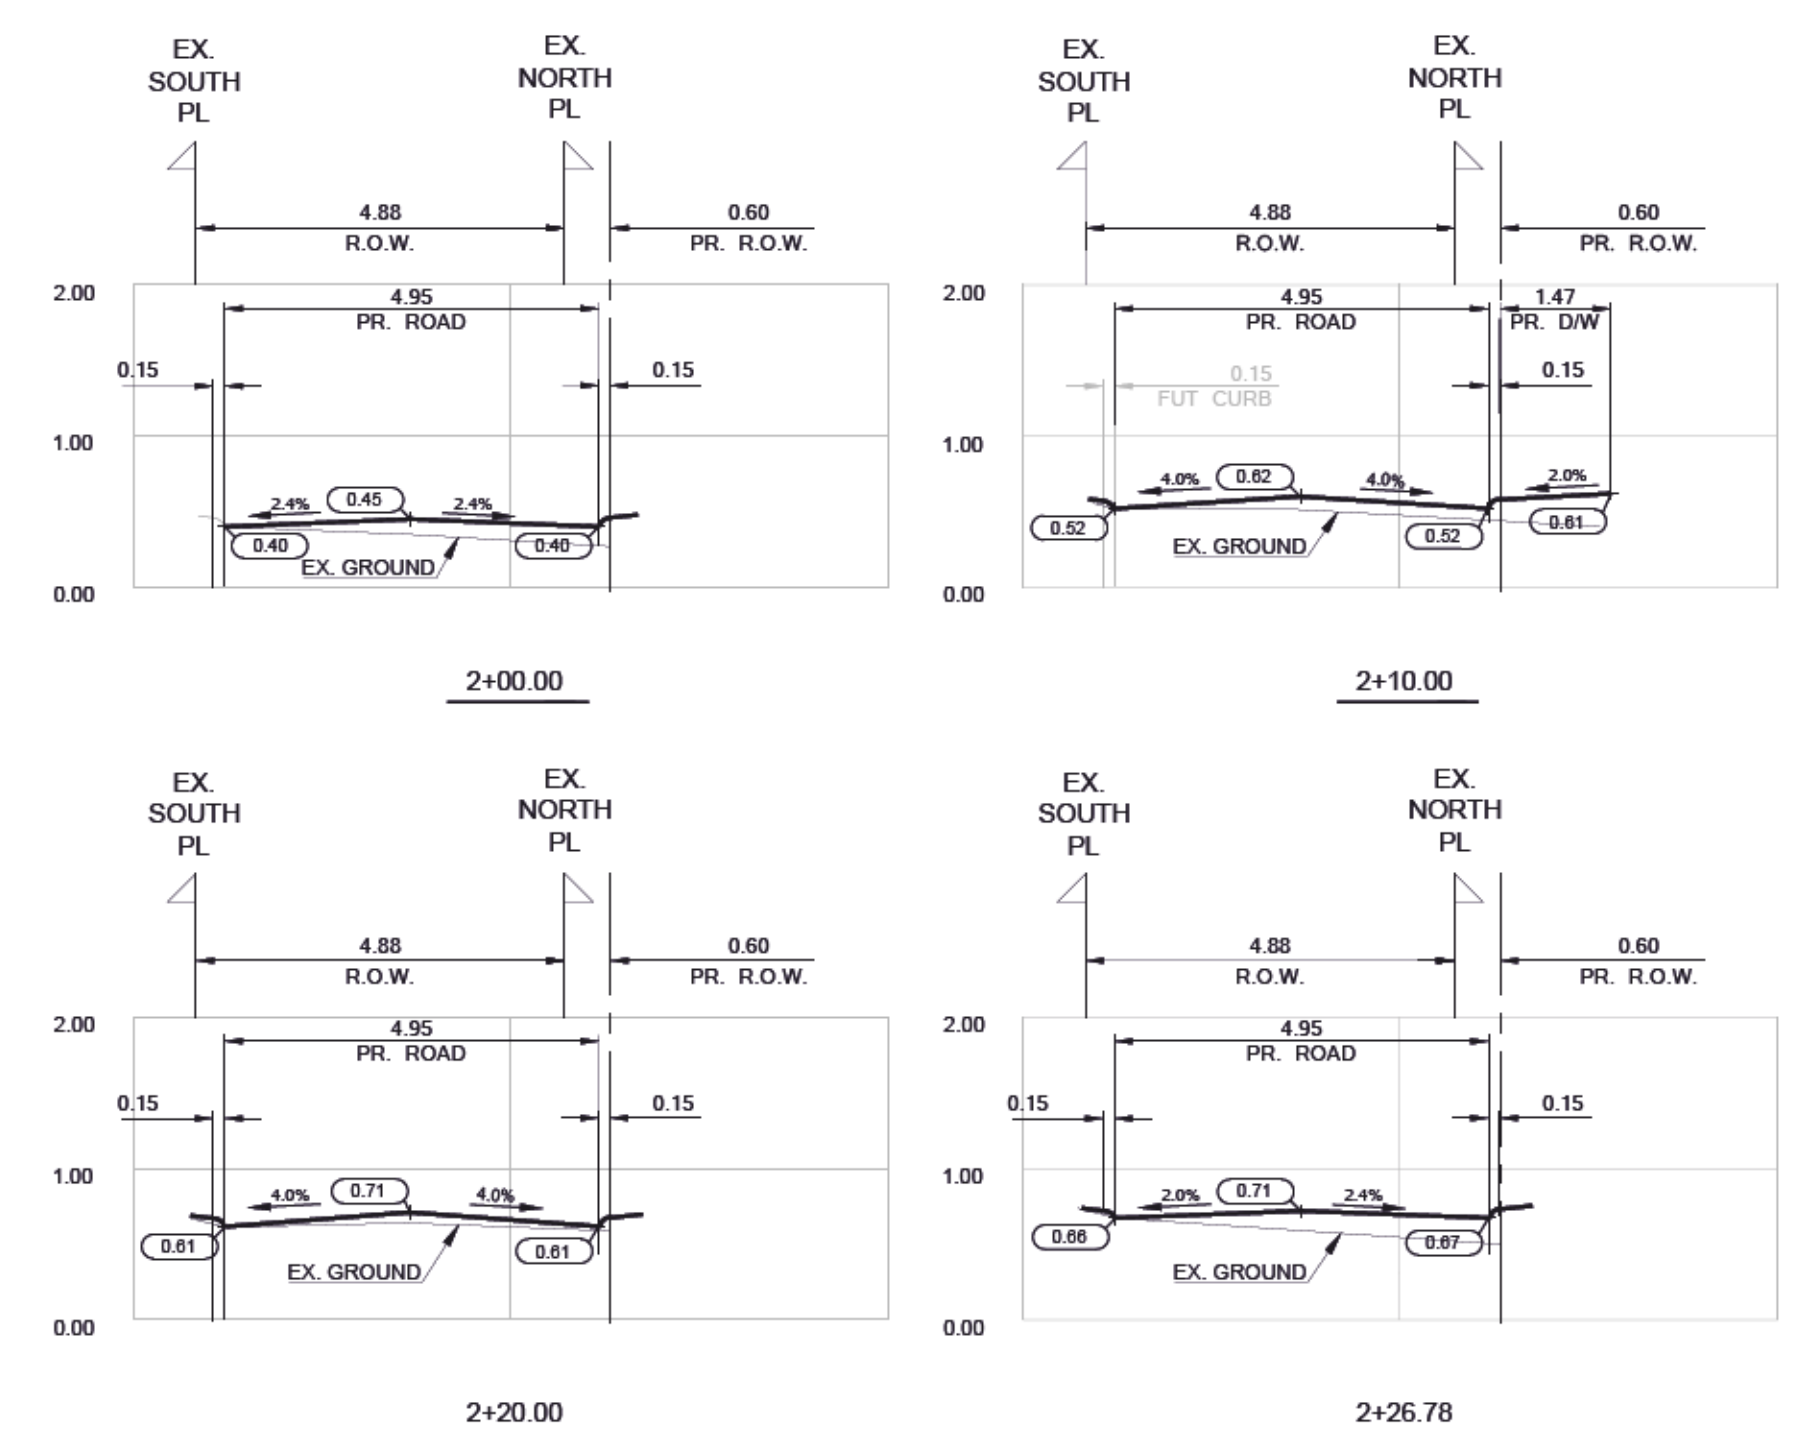 EX.
SOUTH
PL
EX.
NORTH
PL
4.88
R.O.W.
0.60
PR. R.O.W.
2.00
4.95
PR. ROAD
0.15
0.15
1.00
2.4%
0.45
2.4%
0.40
0.40
EX. GROUND
0.00
2+00.00
EX.
SOUTH
PL
EX.
NORTH
PL
4.88
R.O.W.
0.60
PR. R.O.W.
2.00
4.95
PR. ROAD
1.47
PR. D/W
0.15
FUT CURB
0.15
1.00
4.0%
0.62
4.0%
2.0%
0.52
0.52
0.61
EX. GROUND
0.00
2+10.00
EX.
SOUTH
PL
EX.
NORTH
PL
4.88
R.O.W.
0.60
PR. R.O.W.
2.00
4.95
PR. ROAD
0.15
0.15
1.00
4.0%
0.71
4.0%
0.61
0.61
EX. GROUND
0.00
2+20.00
EX.
SOUTH
PL
EX.
NORTH
PL
4.88
R.O.W.
0.60
PR. R.O.W.
2.00
4.95
PR. ROAD
0.15
0.15
1.00
2.0%
0.71
2.4%
0.66
0.67
EX. GROUND
0.00
2+26.78